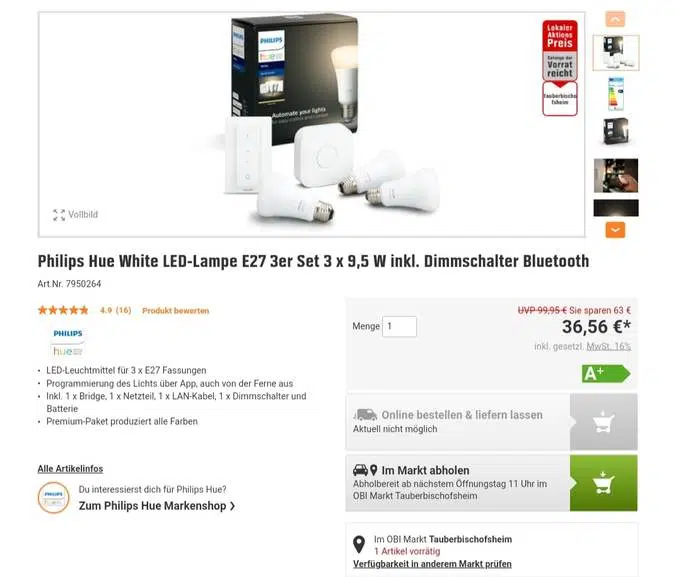 PHILIPS
hue
Automate your lights
Lokaler
Aktions
Preis
Solange der
Vorrat
reicht
Tauberbischo
fsheim
Vollbild
Philips Hue White LED-Lampe E27 3er Set 3 x 9,5 W inkl. Dimmschalter Bluetooth
Art.Nr. 7950264
4.9 (16) Produkt bewerten
PHILIPS
hue
• LED-Leuchtmittel für 3 x E27 Fassungen
• Programmierung des Lichts über App, auch von der Ferne aus
• Inkl. 1 x Bridge, 1 x Netzteil, 1 x LAN-Kabel, 1 x Dimmschalter und
Batterie
• Premium-Paket produziert alle Farben
Alle Artikelinfos
PHILIPS
Du interessierst dich für Philips Hue?
Zum Philips Hue Markenshop ❯
UVP 99,95 € Sie sparen 63 €
Menge 1
36,56 €*
inkl. gesetzl. MwSt. 16%
A+
Online bestellen & liefern lassen
Aktuell nicht möglich
Im Markt abholen
Abholbereit ab nächstem Öffnungstag 11 Uhr im
OBI Markt Tauberbischofsheim
Im OBI Markt Tauberbischofsheim
1 Artikel vorrätig
Verfügbarkeit in anderem Markt prüfen